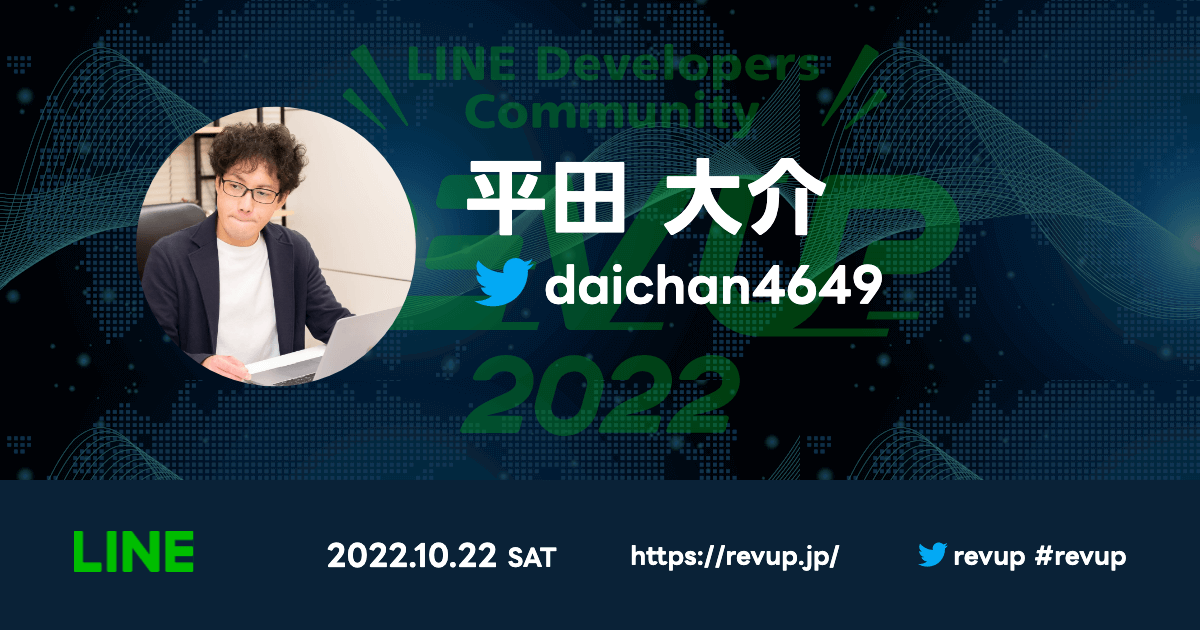 LINE Developers
Community
平田 大介
REVUP
daichan4649
2022
LINE
2022.10.22 SAT
https://revup.jp/
revup #revup